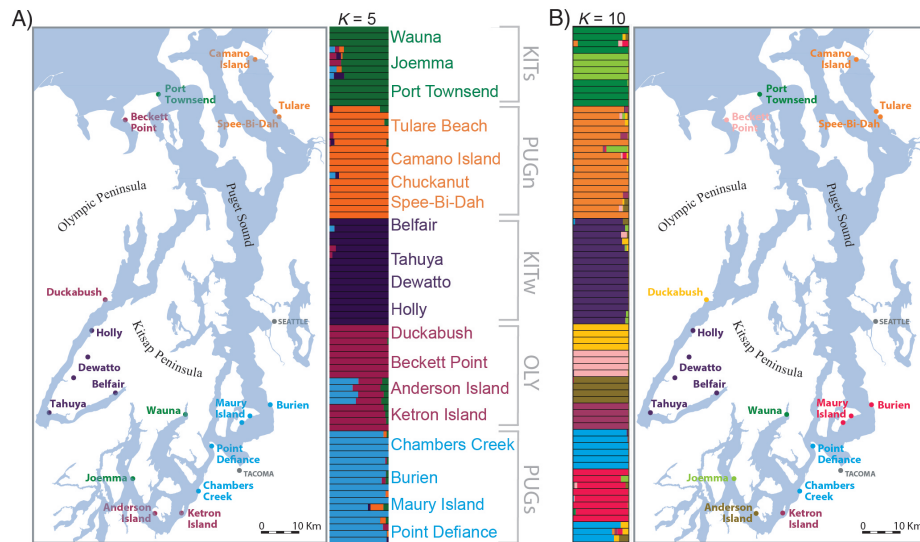 A)
K = 5
B)
K = 10
Camano
Island
Port
Townsend
Tulare
Beckett
Point
Spee-Bi-Dah
Olympic Peninsula
Puget Sound
Duckabush
SEATTLE
Holly
Kitsap Peninsula
Dewatto
Belfair
Tahuya
Wauna
Maury
Island
Burien
Point
Defiance
TACOMA
Joemma
Chambers
Creek
Anderson
Island
Ketron
Island
0 10 Km
Wauna
Joemma
Port Townsend
KITs
Tulare Beach
Camano Island
Chuckanut
Spee-Bi-Dah
PUGn
Belfair
Tahuya
Dewatto
Holly
KITw
Duckabush
Beckett Point
Anderson Island
Ketron Island
OLY
Chambers Creek
Burien
Maury Island
Point Defiance
PUGs
Camano
Island
Port
Townsend
Tulare
Beckett
Point
Spee-Bi-Dah
Olympic Peninsula
Puget Sound
Duckabush
SEATTLE
Holly
Kitsap Peninsula
Dewatto
Belfair
Tahuya
Wauna
Maury
Island
Burien
Point
Defiance
TACOMA
Joemma
Chambers
Creek
Anderson
Island
Ketron
Island
0 10 Km